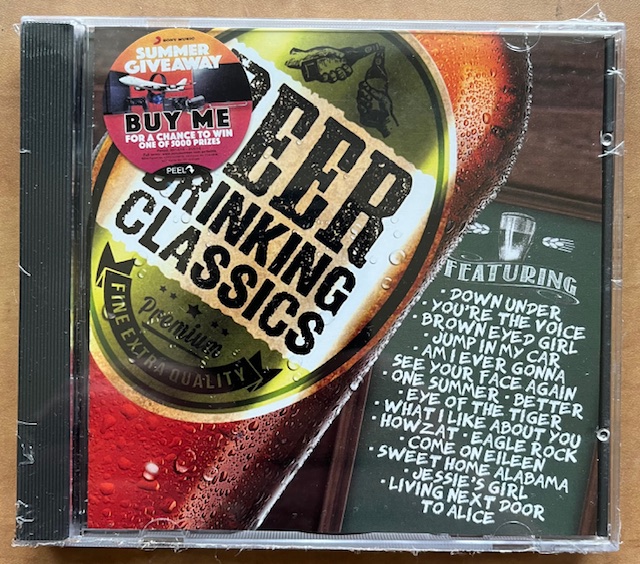 SONY MUSIC
SUMMER
GIVEAWAY
BUY ME
FOR A CHANCE TO WIN
ONE OF 5000 PRIZES
PEEL
BEER
DRINKING
CLASSICS
Premium
FINE EXTRA QUALITY
FEATURING
DOWN UNDER
· YOU'RE THE VOICE
· BROWN EYED GIRL
· JUMP IN MY CAR
· AM I EVER GONNA
SEE YOUR FACE AGAIN
· ONE SUMMER · BETTER
· EYE OF THE TIGER
· WHAT I LIKE ABOUT YOU
· HOWZAT · EAGLE ROCK
· COME ON EILEEN
· SWEET HOME ALABAMA
· JESSIE'S GIRL
· LIVING NEXT DOOR
TO ALICE